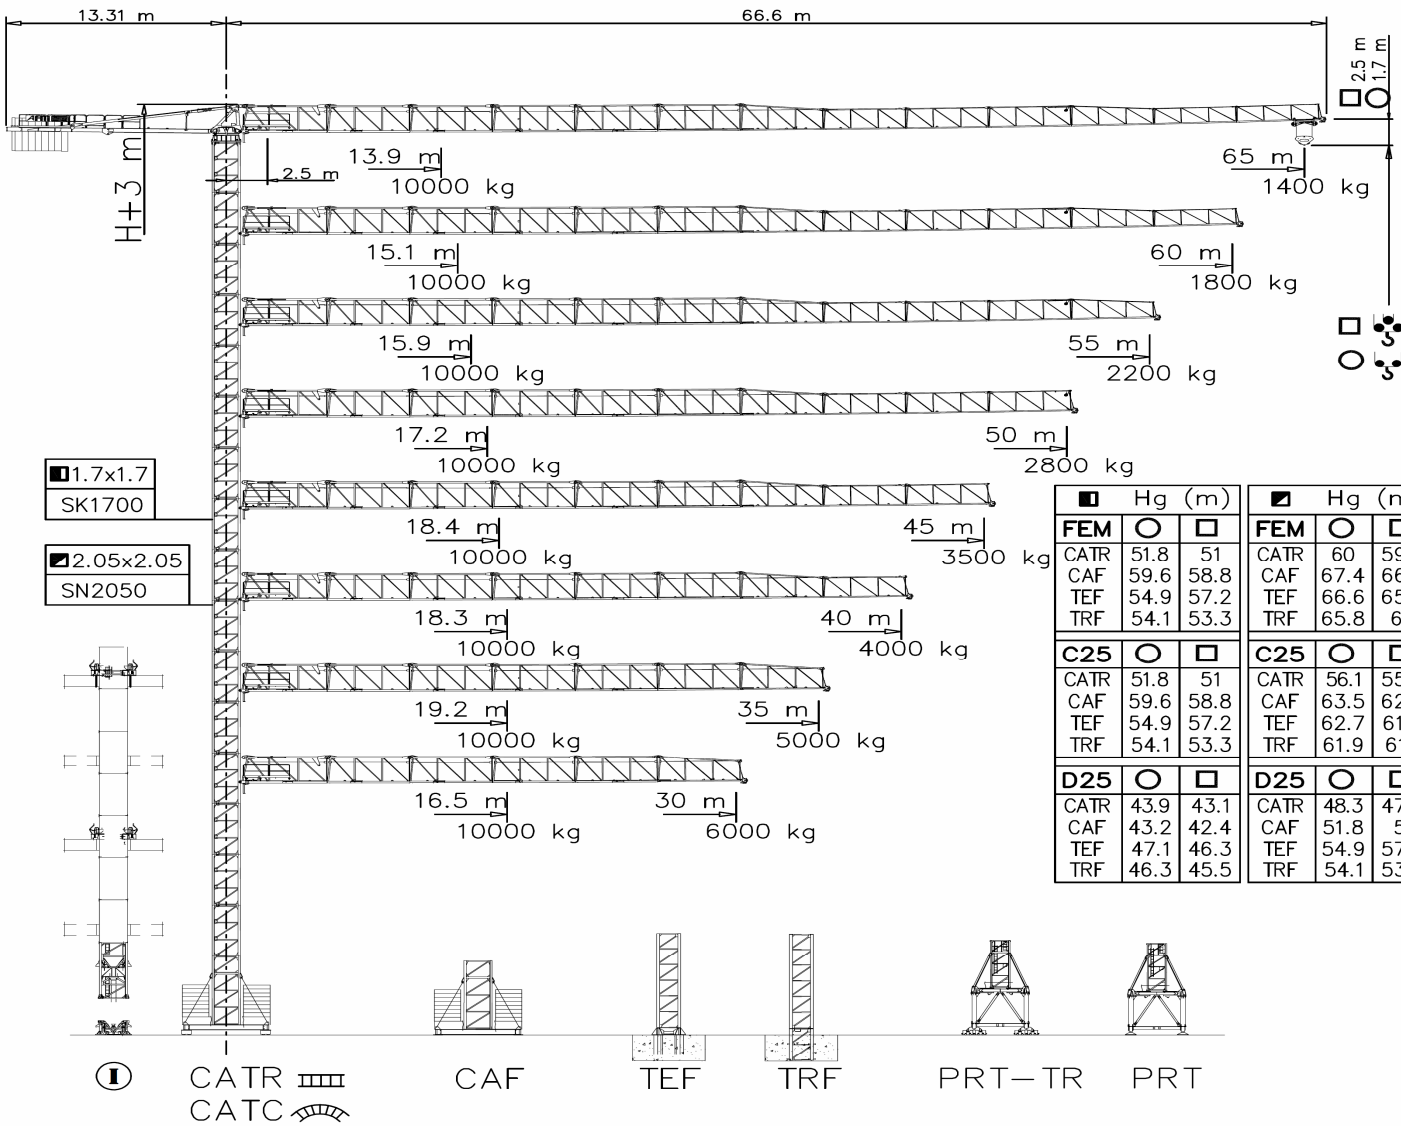 13.31 m
66.6 m
2.5 m
1.7 m
H+3 m
2.5 m
13.9 m
10000 kg
65 m
1400 kg
15.1 m
10000 kg
60 m
1800 kg
15.9 m
10000 kg
55 m
2200 kg
17.2 m
10000 kg
50 m
2800 kg
18.4 m
10000 kg
45 m
3500 kg
18.3 m
10000 kg
40 m
4000 kg
19.2 m
10000 kg
35 m
5000 kg
16.5 m
10000 kg
30 m
6000 kg
1.7x1.7
SK1700
2.05x2.05
SN2050
Hg (m)
FEM
CATR 51.8 51
CAF 59.6 58.8
TEF 54.9 57.2
TRF 54.1 53.3
C25
CATR 51.8 51
CAF 59.6 58.8
TEF 54.9 57.2
TRF 54.1 53.3
D25
CATR 43.9 43.1
CAF 43.2 42.4
TEF 47.1 46.3
TRF 46.3 45.5
Hg
FEM
CATR 60
CAF 67.4
TEF 66.6
TRF 65.8
C25
CATR 56.1
CAF 63.5
TEF 62.7
TRF 61.9
D25
CATR 48.3
CAF 51.8
TEF 54.9
TRF 54.1
I
CATR
CATC
CAF
TEF
TRF
PRT-TR
PRT